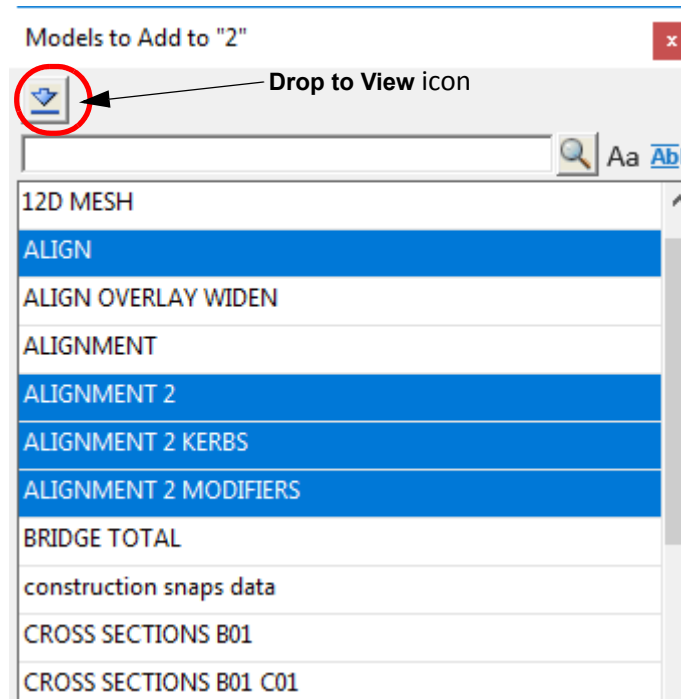 Models to Add to "2"
x
Drop to View icon
Aa Ab
12D MESH
ALIGN
ALIGN OVERLAY WIDEN
ALIGNMENT
ALIGNMENT 2
ALIGNMENT 2 KERBS
ALIGNMENT 2 MODIFIERS
BRIDGE TOTAL
construction snaps data
CROSS SECTIONS B01
CROSS SECTIONS B01 C01